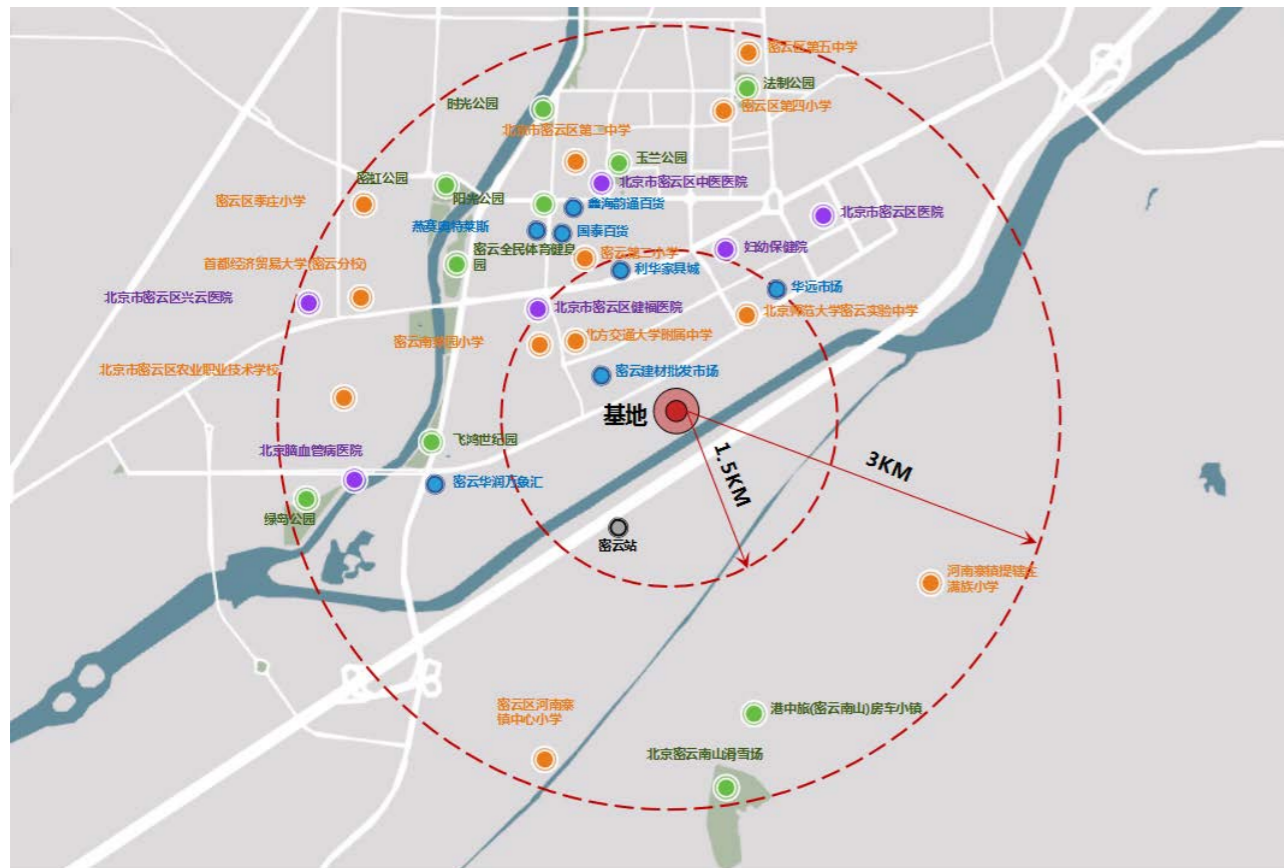 密云区第五中学
法制公园
时光公园
密云区第四小学
北京市密云区第二中学
玉兰公园
密虹公园
北京市密云区中医医院
密云区李庄小学
阳光公园
鑫海韵通百货
北京市密云区医院
燕赛奥特莱斯
国泰百货
密云全民体育健身
园
密云第二小学
妇幼保健院
首都经济贸易大学(密云分校)
利华家具城
北京市密云区兴云医院
华远市场
北京市密云区健福医院
北京师范大学密云实验中学
密云南菜园小学
北方交通大学附属中学
北京市密云区农业职业技术学校
密云建材批发市场
基地
飞鸿世纪园
北京脑血管病医院
1.5KM
3KM
密云华润万象汇
绿岛公园
密云站
河南寨镇提辖庄
满族小学
密云区河南寨
镇中心小学
港中旅(密云南山)房车小镇
北京密云南山滑雪场